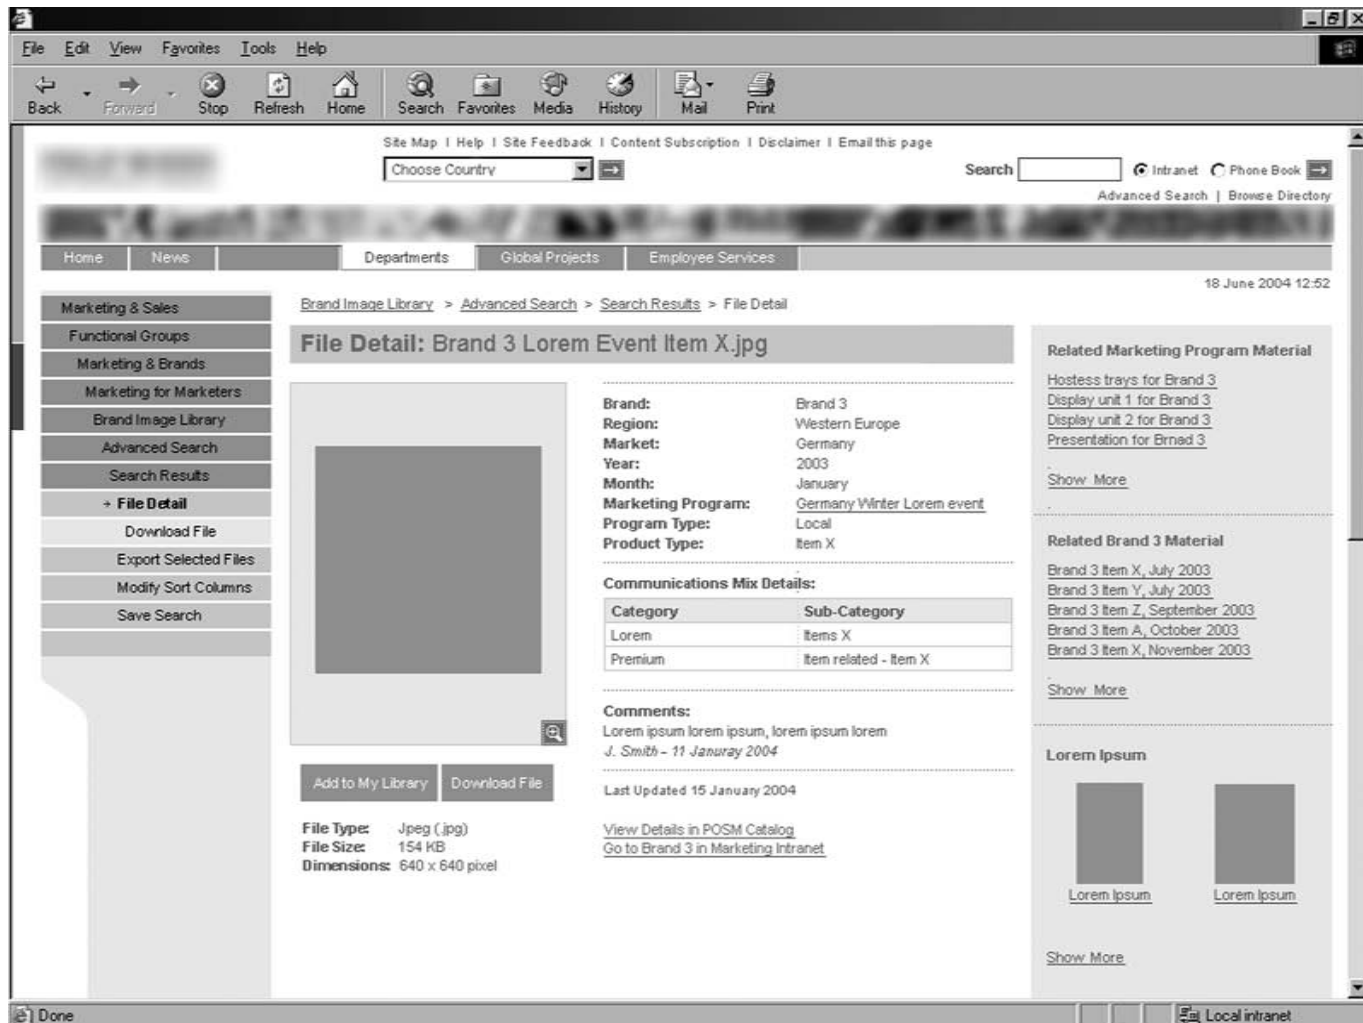 File Edit View Favorites Tools Help
Back Forward Stop Refresh Home Search Favorites Media History Mail Print
Site Map | Help | Site Feedback | Content Subscription | Disclaimer | Email this page
Choose Country
Search Intranet Phone Book
Advanced Search | Browse Directory
Home News Departments Global Projects Employee Services
18 June 2004 12:52
Marketing & Sales
Functional Groups
Marketing & Brands
Marketing for Marketers
Brand Image Library
Advanced Search
Search Results
File Detail
Download File
Export Selected Files
Modify Sort Columns
Save Search
Brand Image Library > Advanced Search > Search Results > File Detail
File Detail: Brand 3 Lorem Event Item X.jpg
Add to My Library Download File
File Type: Jpeg (.jpg)
File Size: 154 KB
Dimensions: 640 x 640 pixel
Brand: Brand 3
Region: Western Europe
Market: Germany
Year: 2003
Month: January
Marketing Program: Germany Winter Lorem event
Program Type: Local
Product Type: Item X
Communications Mix Details:
Category Sub-Category
Lorem Items X
Premium Item related - Item X
Comments:
Lorem ipsum lorem ipsum, lorem ipsum lorem
J. Smith - 11 Januray 2004
Last Updated 15 January 2004
View Details in POSM Catalog
Go to Brand 3 in Marketing Intranet
Related Marketing Program Material
Hostess trays for Brand 3
Display unit 1 for Brand 3
Display unit 2 for Brand 3
Presentation for Brnad 3
Show More
Related Brand 3 Material
Brand 3 Item X, July 2003
Brand 3 Item Y, July 2003
Brand 3 Item Z, September 2003
Brand 3 Item A, October 2003
Brand 3 Item X, November 2003
Show More
Lorem Ipsum
Lorem Ipsum Lorem Ipsum
Show More
Done Local intranet